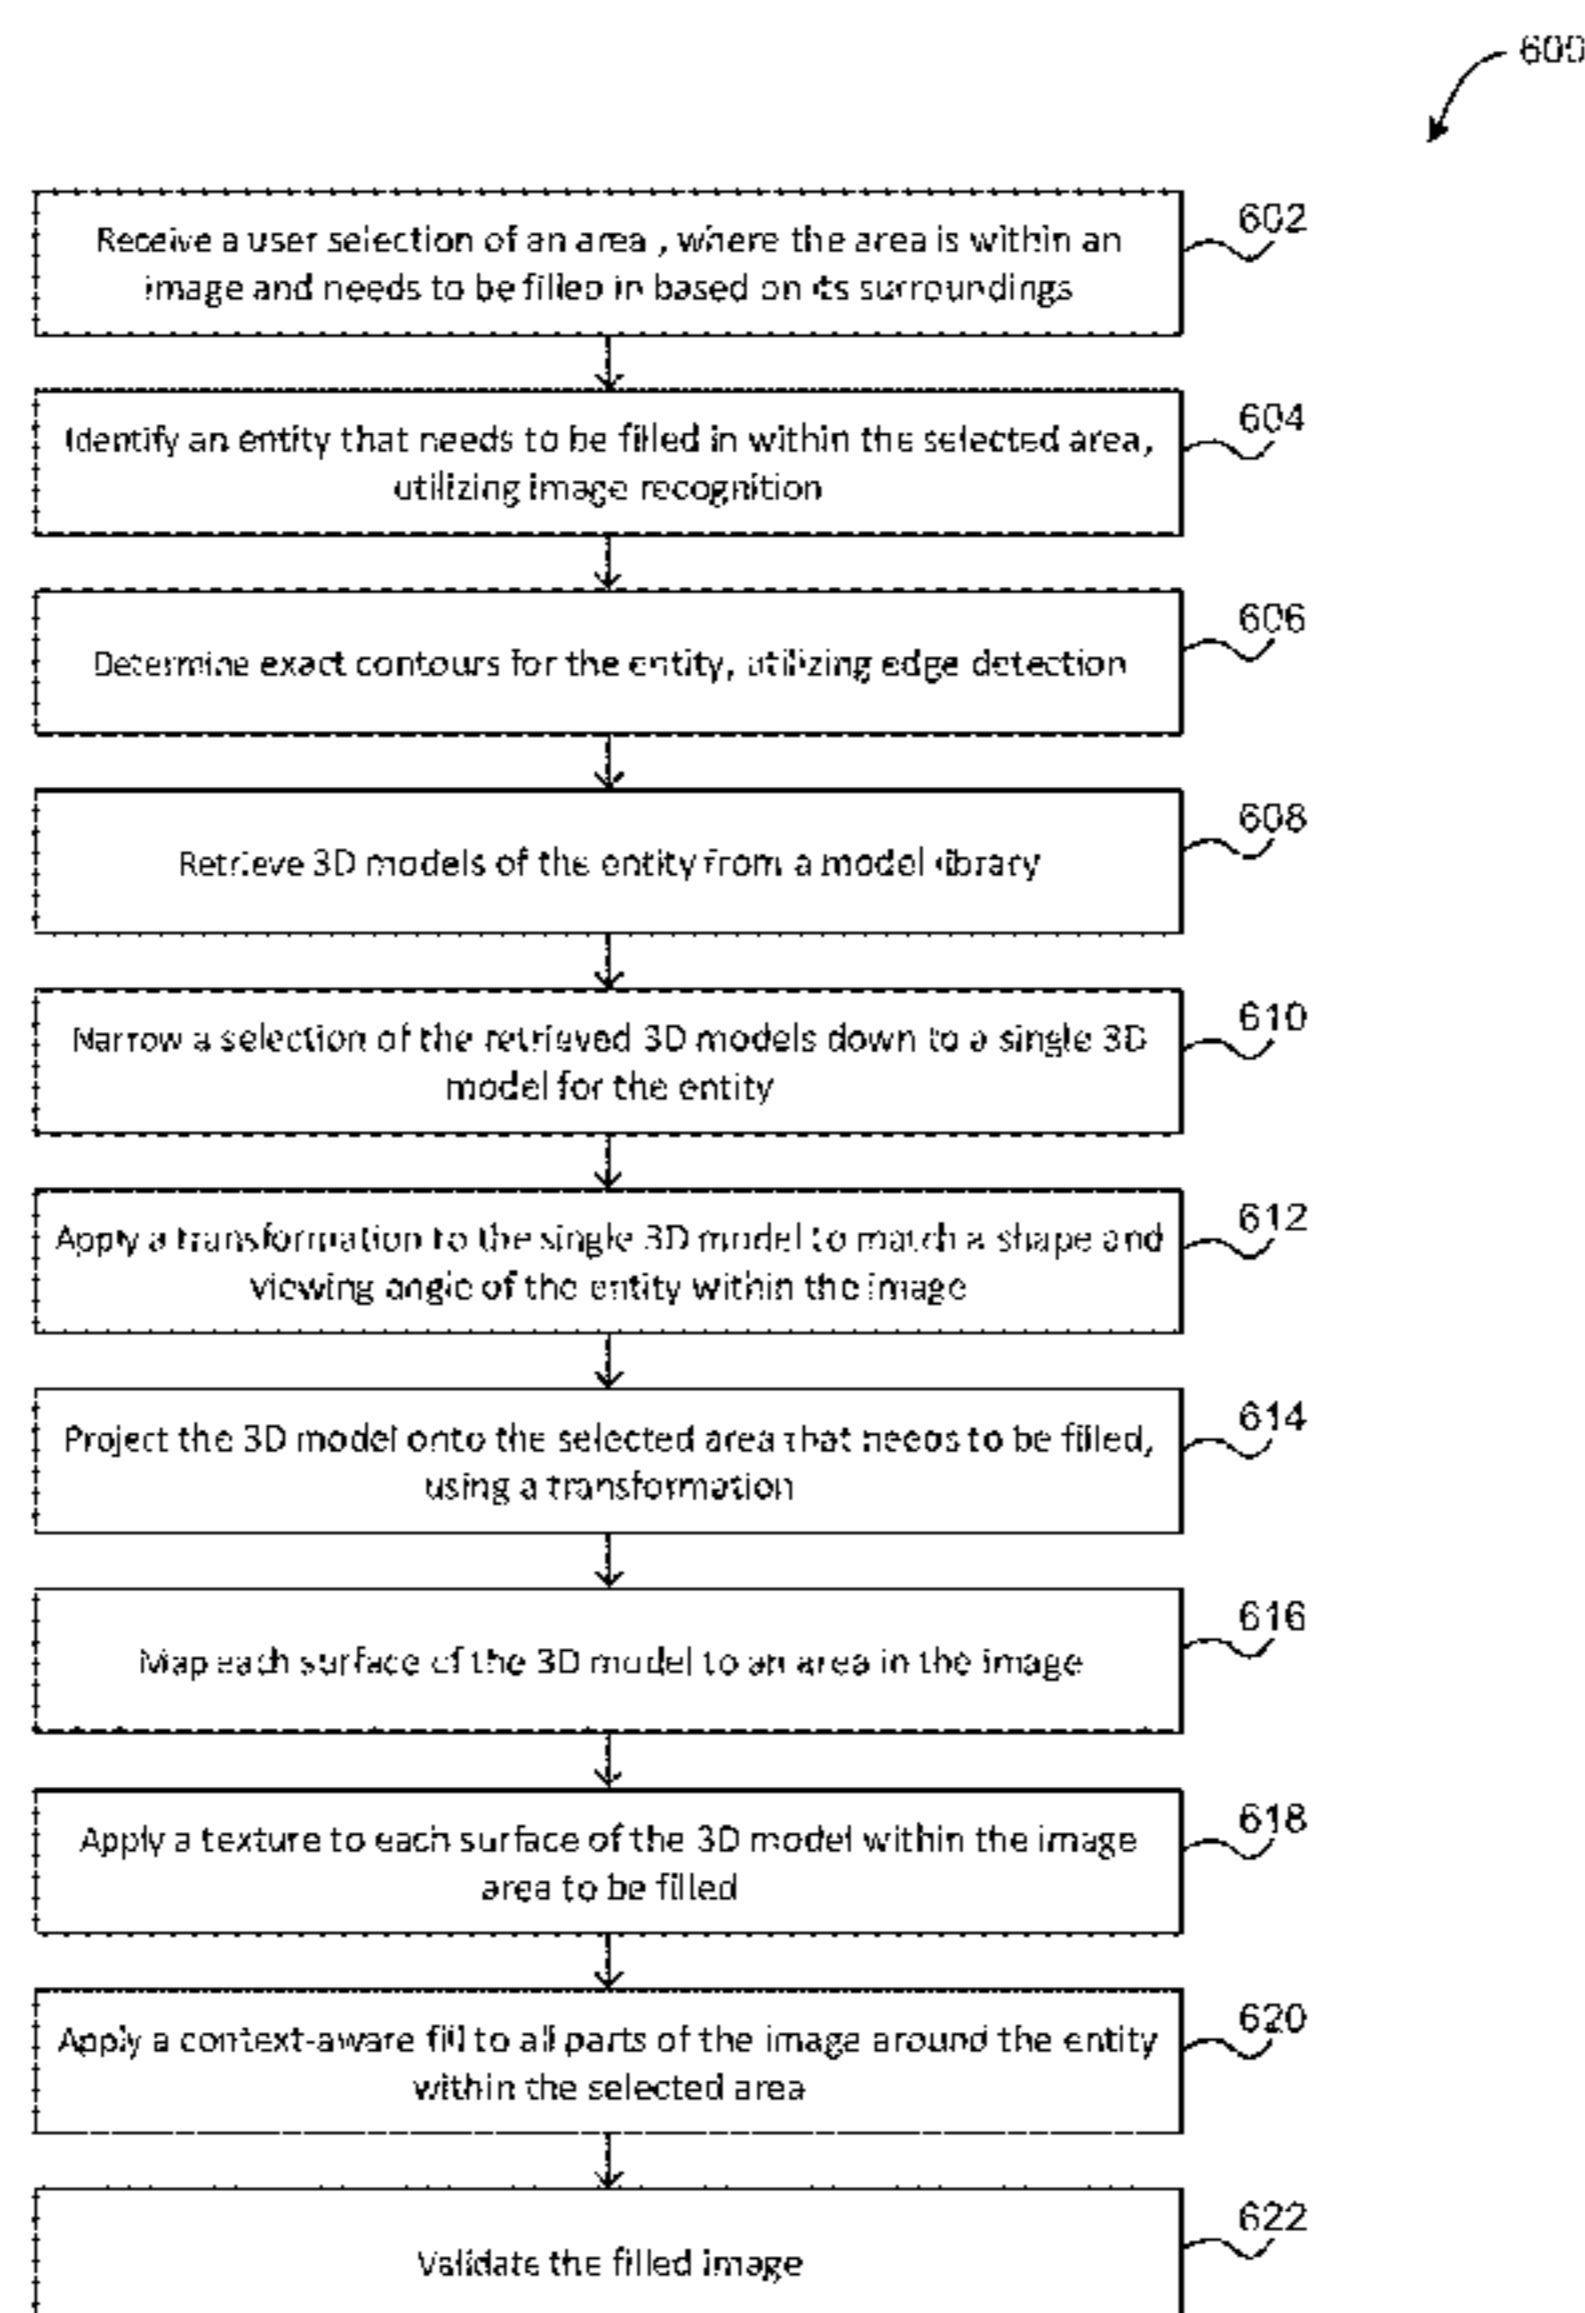 600
Receive a user selection of an area , where the area is within an
image and needs to be filled in based on its surroundings
602
Identify an entity that needs to be filled in within the selected area,
utilizing image recognition
604
Determine exact contours for the entity, utilizing edge detection
606
Retrieve 3D models of the entity from a model library
608
Narrow a selection of the retrieved 3D models down to a single 3D
model for the entity
610
Apply a transformation to the single 3D model to match a shape and
viewing angle of the entity within the image
612
Project the 3D model onto the selected area that needs to be filled,
using a transformation
614
Map each surface of the 3D model to an area in the image
616
Apply a texture to each surface of the 3D model within the image
area to be filled
618
Apply a context-aware fill to all parts of the image around the entity
within the selected area
620
Validate the filled image
622